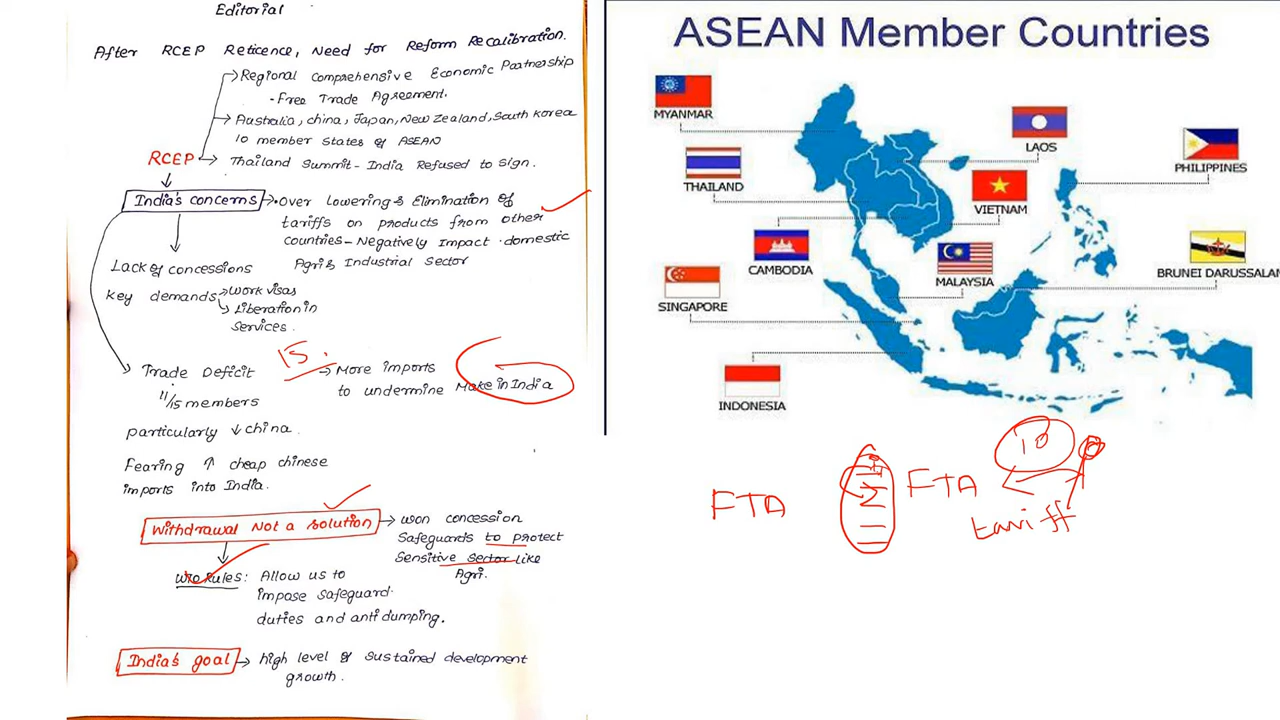 Editorial
After RCEP Reticence, Need for Reform Recalibration.
Regional Comprehensive Economic Partnership
- Free Trade Agreement.
Australia, china, Japan, New Zealand, South Korea
10 member states of ASEAN
RCEP
Thailand Summit - India Refused to sign.
India's concerns
Over Lowering & Elimination of
tariffs on products from other
countries - Negatively Impact domestic
Agri & Industrial Sector
Lack of concessions
key demands
work visas
Liberation in
services.
15.
Trade Deficit
11/15 members
More imports
to undermine Make in India
particularly ↓ china.
Fearing ↑ cheap chinese
imports into India.
Withdrawal Not a solution
won concession
Safeguards to protect
Sensitive sector like
Agri.
WTO Rules: Allow us to
impose safeguard
duties and anti dumping.
India's goal
high level of sustained development
growth.
ASEAN Member Countries
MYANMAR
LAOS
PHILIPPINES
THAILAND
VIETNAM
CAMBODIA
MALAYSIA
BRUNEI DARUSSALAM
SINGAPORE
INDONESIA
10
FTA
FTA
tariff